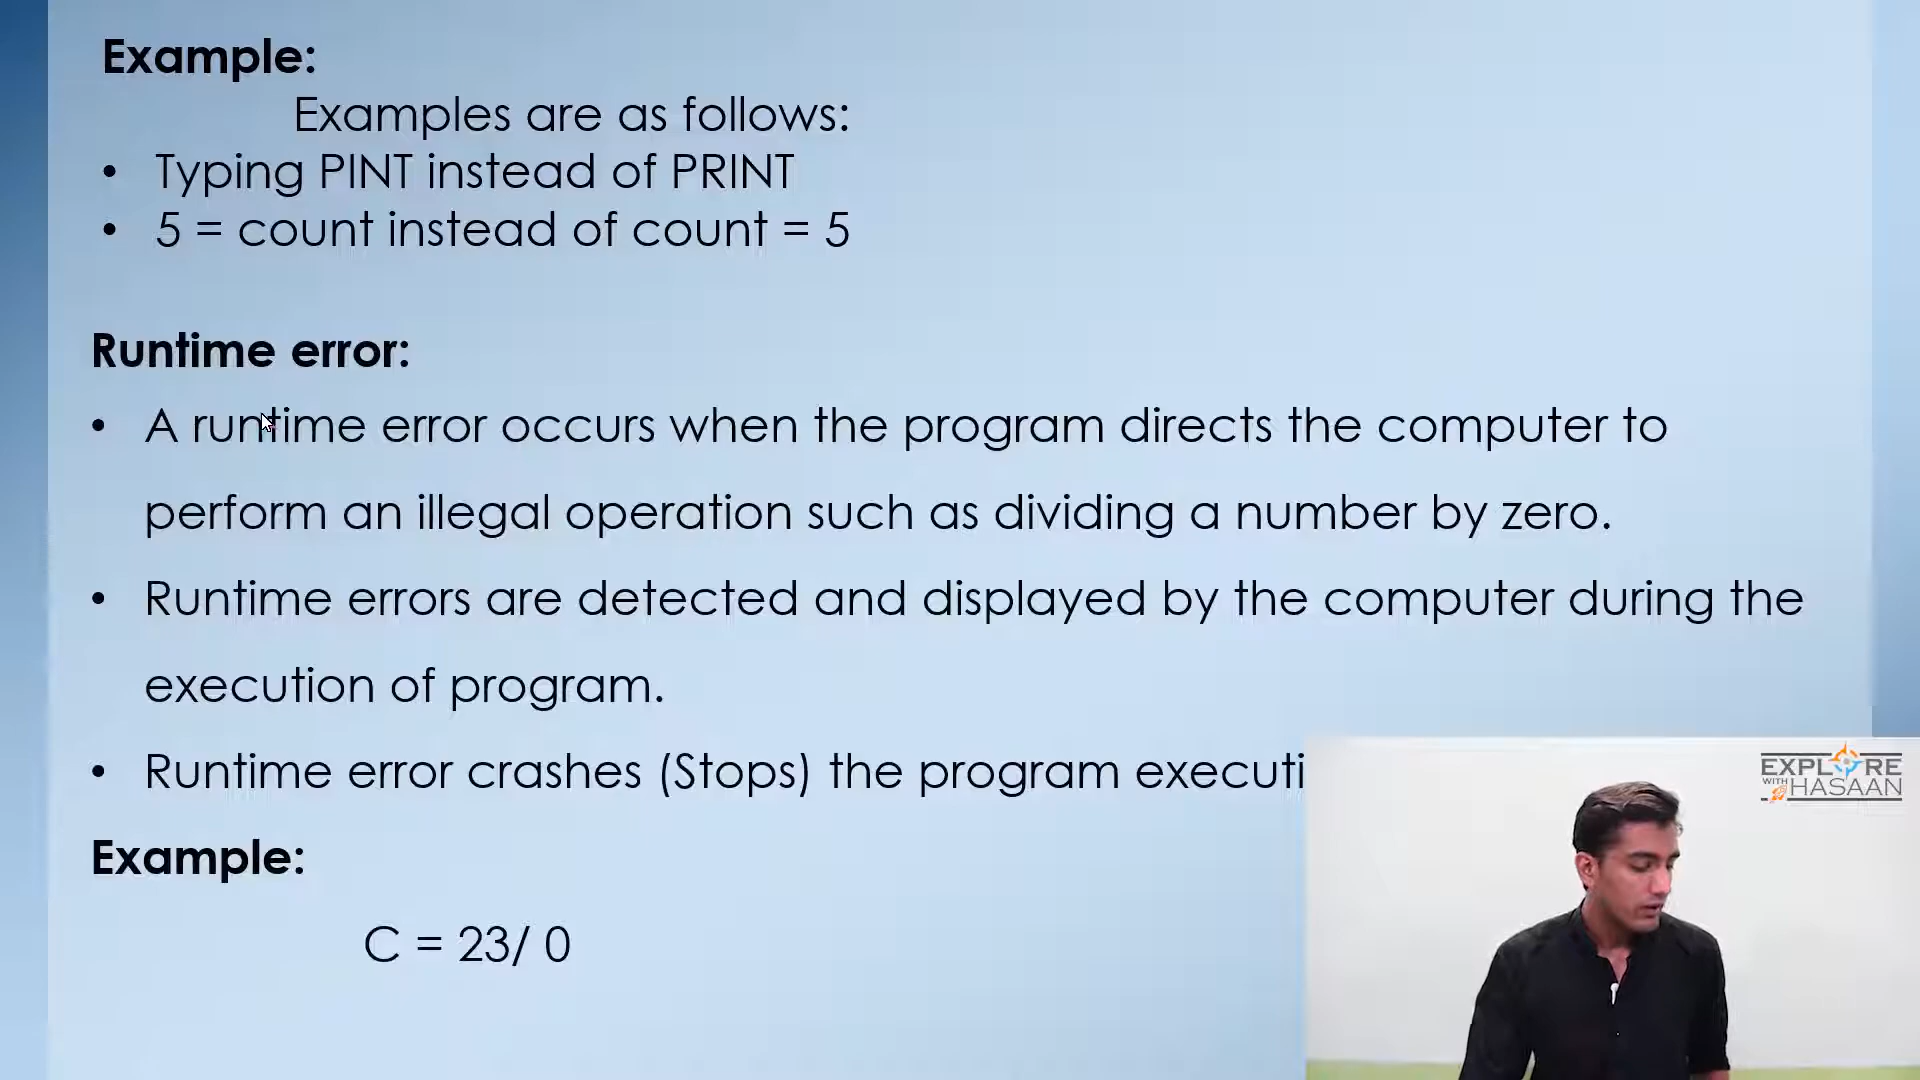 Example:
Examples are as follows:
• Typing PINT instead of PRINT
• 5 = count instead of count = 5
Runtime error:
• A runtime error occurs when the program directs the computer to
perform an illegal operation such as dividing a number by zero.
• Runtime errors are detected and displayed by the computer during the
execution of program.
• Runtime error crashes (Stops) the program executi
Example:
C = 23/ 0
EXPLORE
WITH HASAAN